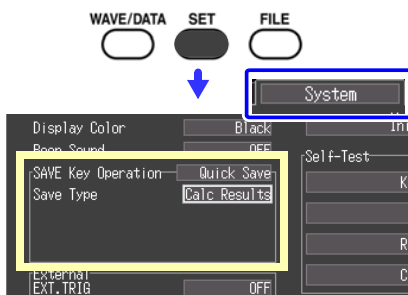 WAVE/DATA SET FILE
System
Display Color Black
Beep Sound OFF
SAVE Key Operation Quick Save
Save Type Calc Results
Self-Test
K
R
C
External
EXT.TRIG OFF